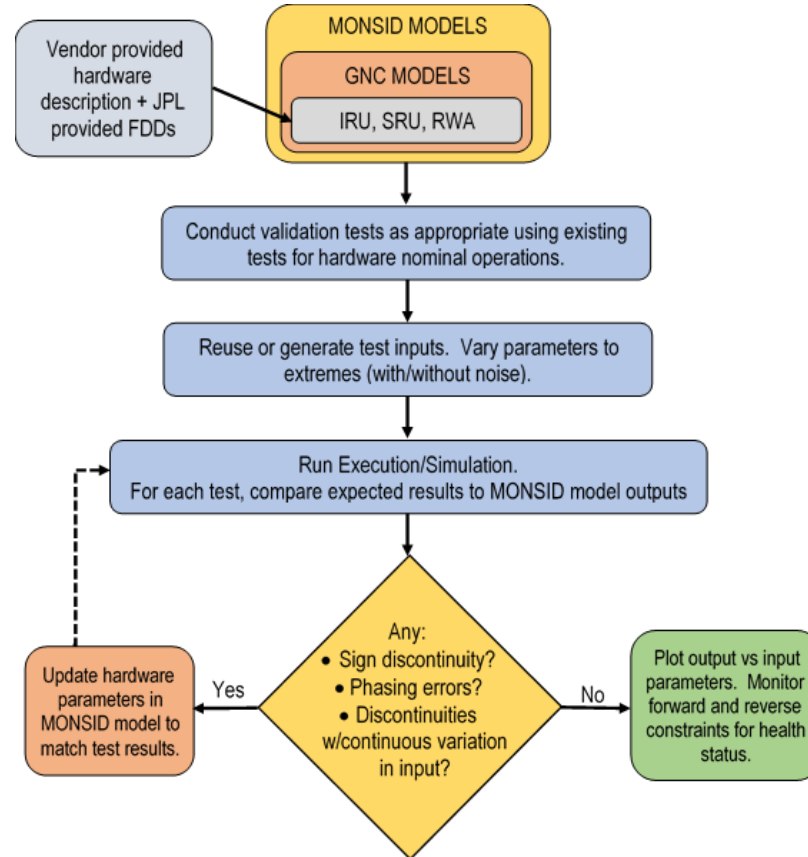 MONSID MODELS
Vendor provided
hardware
description + JPL
provided FDDs
GNC MODELS
IRU, SRU, RWA
Conduct validation tests as appropriate using existing
tests for hardware nominal operations.
Reuse or generate test inputs.  Vary parameters to
extremes (with/without noise).
Run Execution/Simulation.
For each test, compare expected results to MONSID model outputs
Any:
• Sign discontinuity?
• Phasing errors?
• Discontinuities
w/continuous variation
in input?
Yes
Update hardware
parameters in
MONSID model to
match test results.
No
Plot output vs input
parameters.  Monitor
forward and reverse
constraints for health
status.